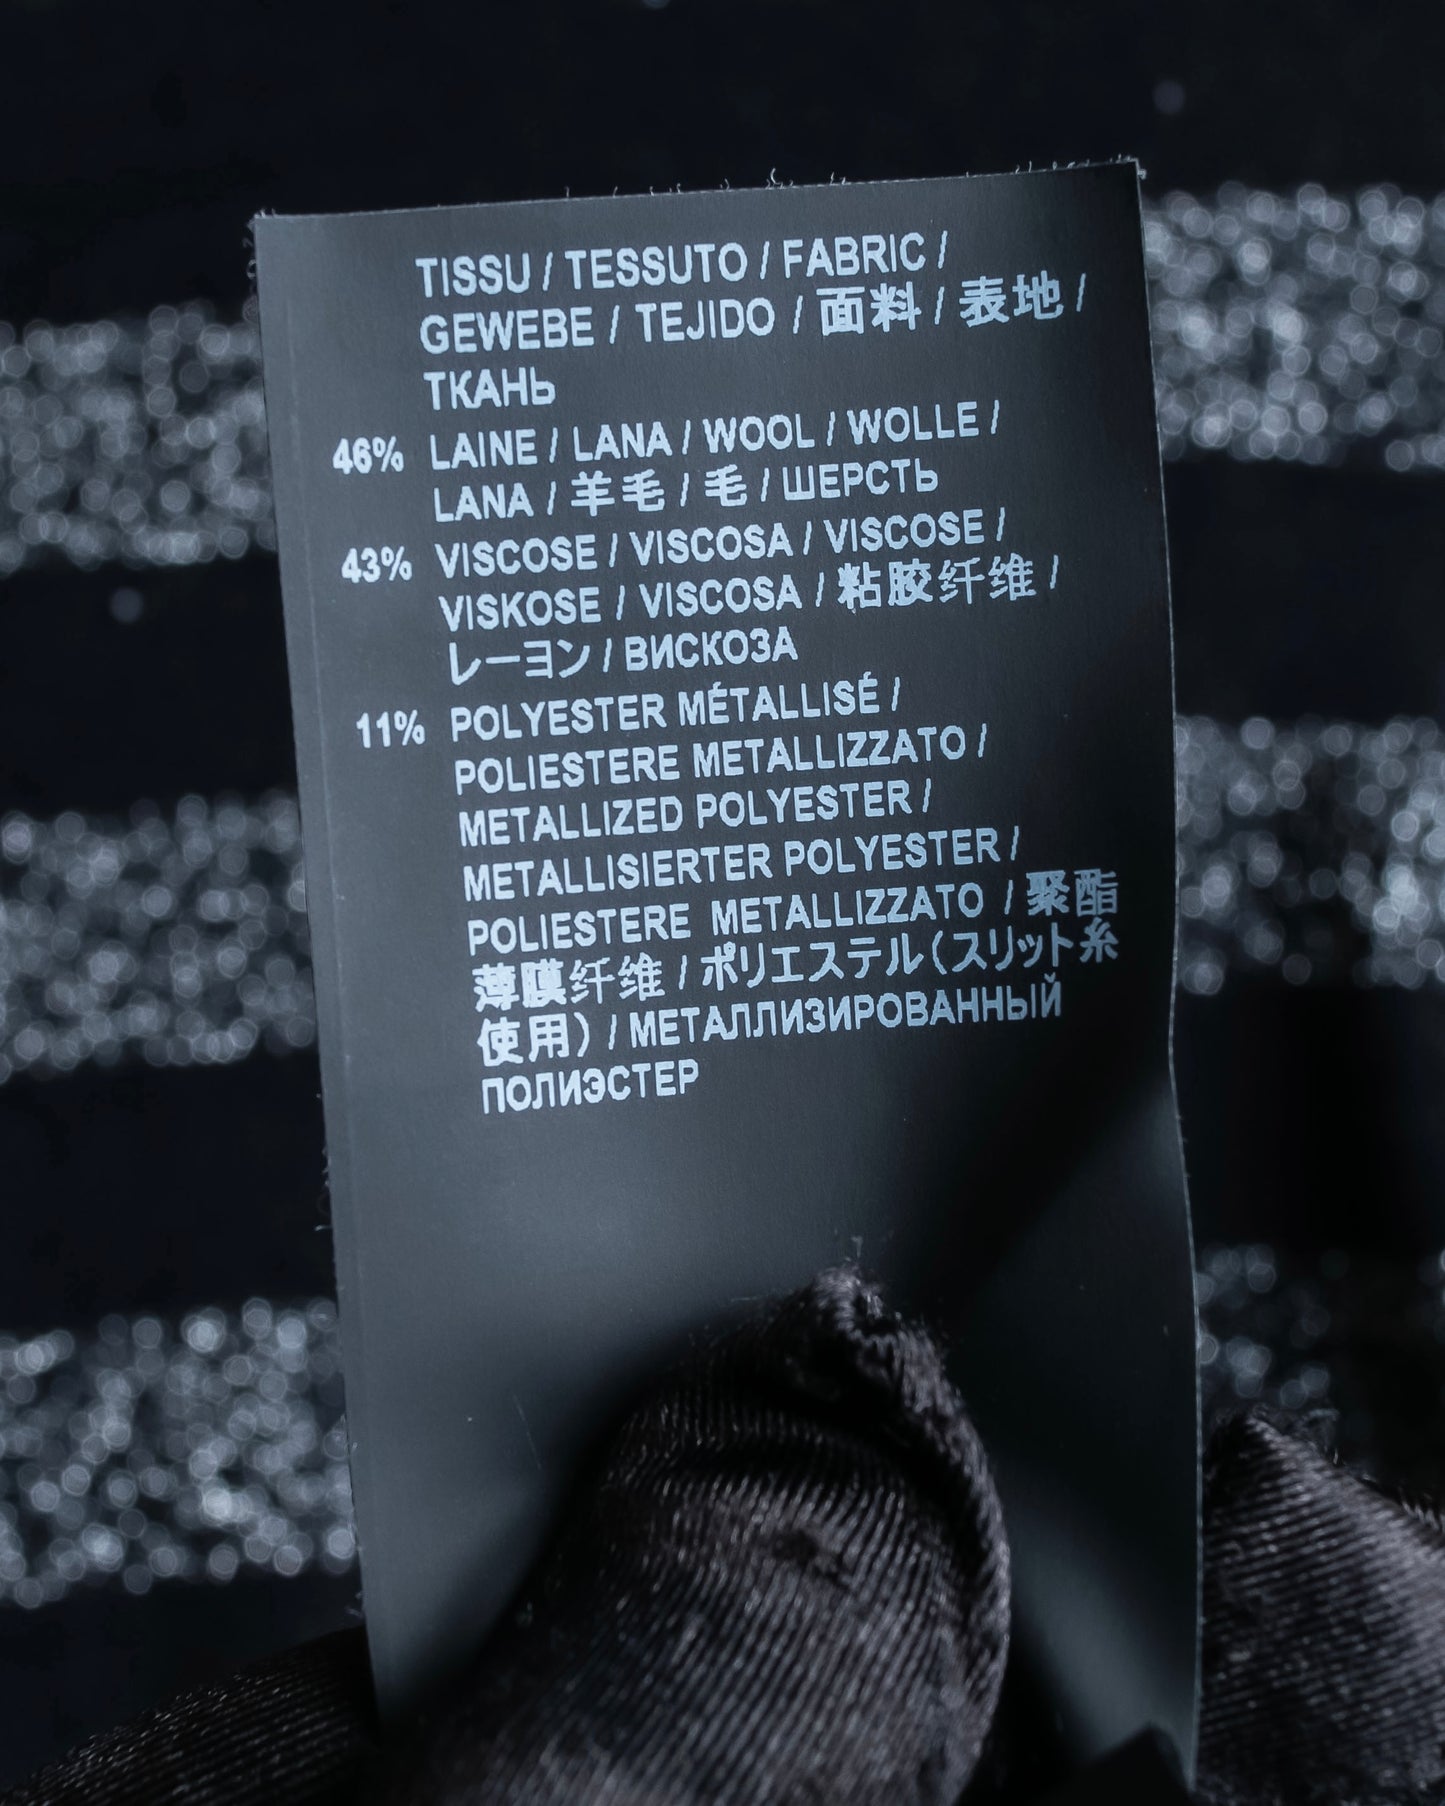 TISSU / TESSUTO / FABRIC /
GEWEBE / TEJIDO / 面料 / 表地 /
ТКАНЬ
46% LAINE / LANA / WOOL / WOLLE /
LANA / 羊毛 / 毛 / ШЕРСТЬ
43% VISCOSE / VISCOSA / VISCOSE /
VISKOSE / VISCOSA / 粘胶纤维 /
レーヨン / ВИСКОЗА
11% POLYESTER MÉTALLISÉ /
POLIESTERE METALLIZZATO /
METALLIZED POLYESTER /
METALLISIERTER POLYESTER /
POLIESTERE METALLIZZATO / 聚酯
薄膜纤维 / ポリエステル(スリット糸
使用) / МЕТАЛЛИЗИРОВАННЫЙ
ПОЛИЭСТЕР